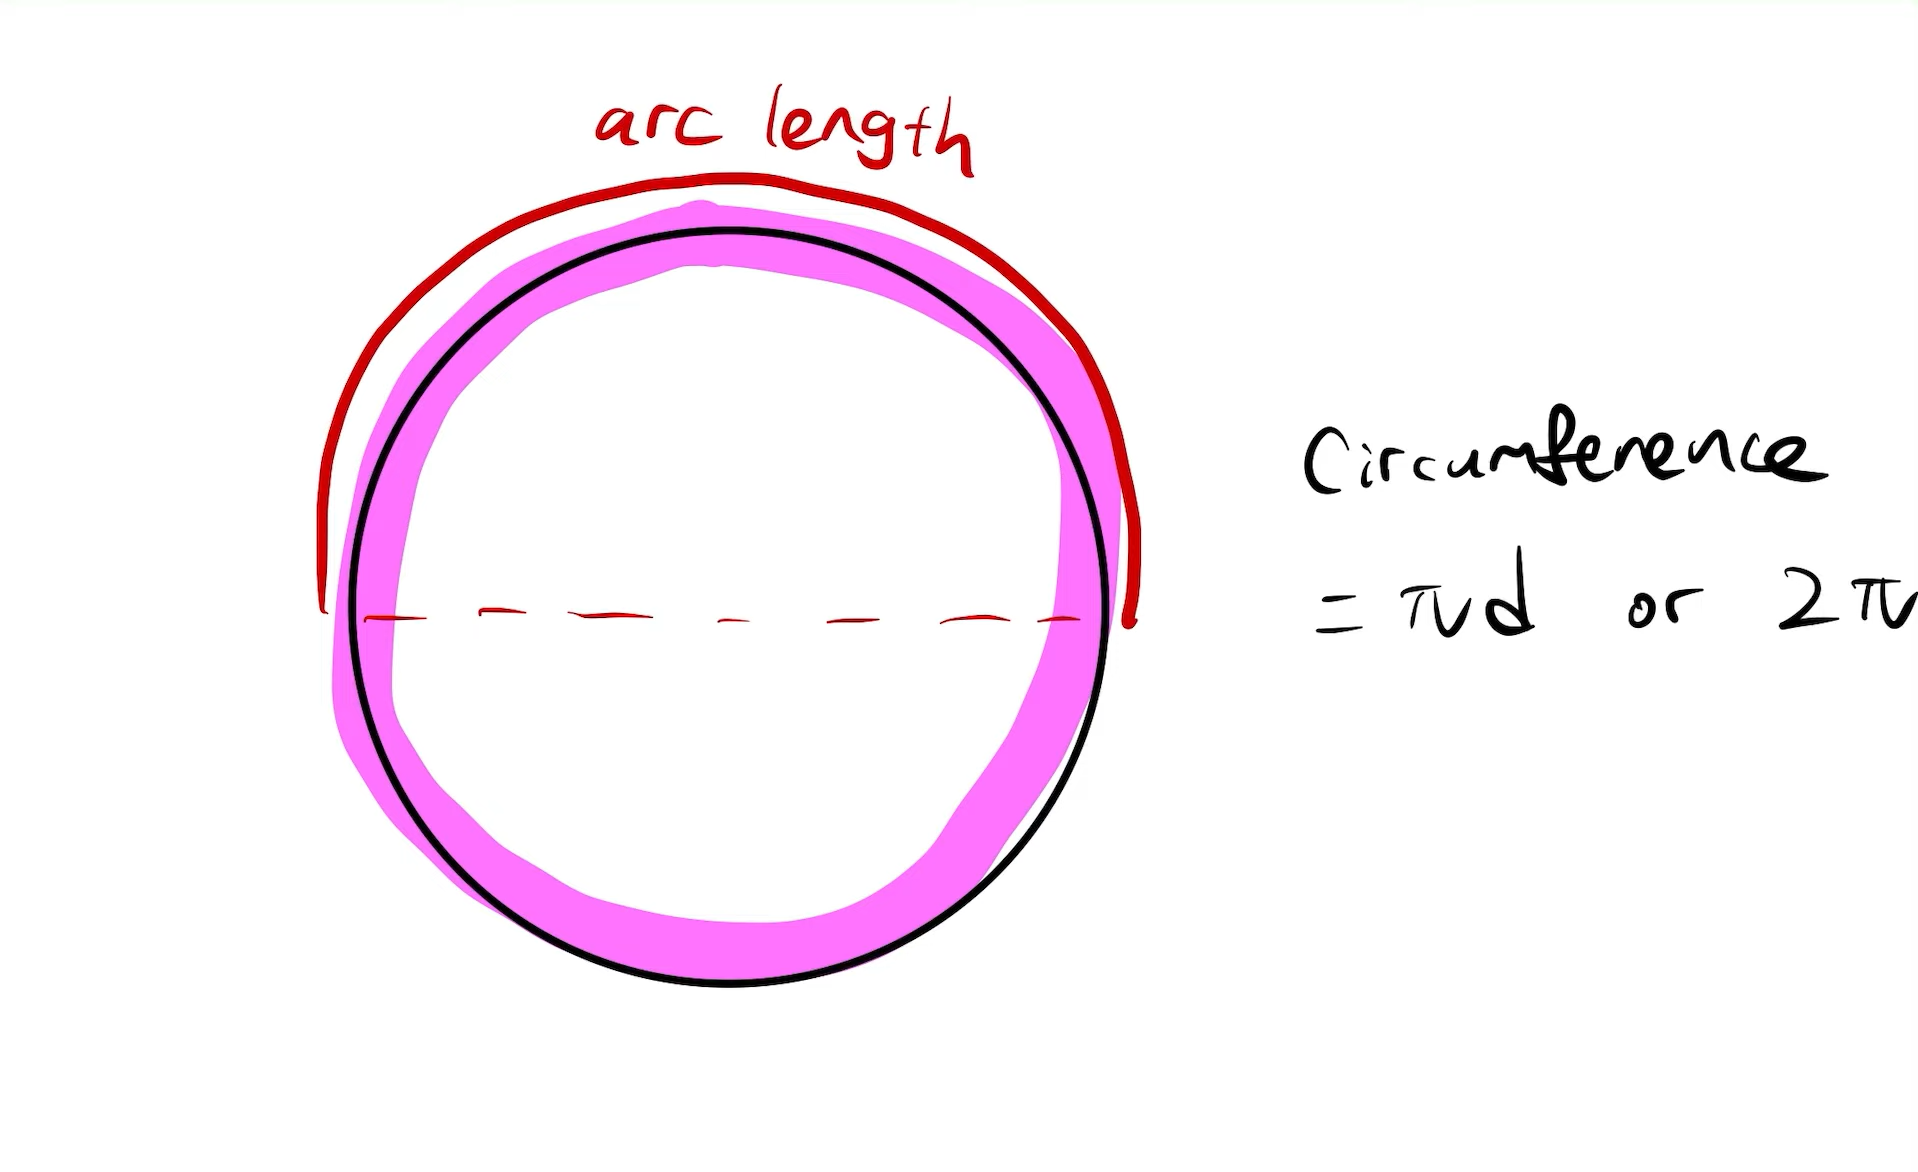 arc length
Circumference
= πd or 2π